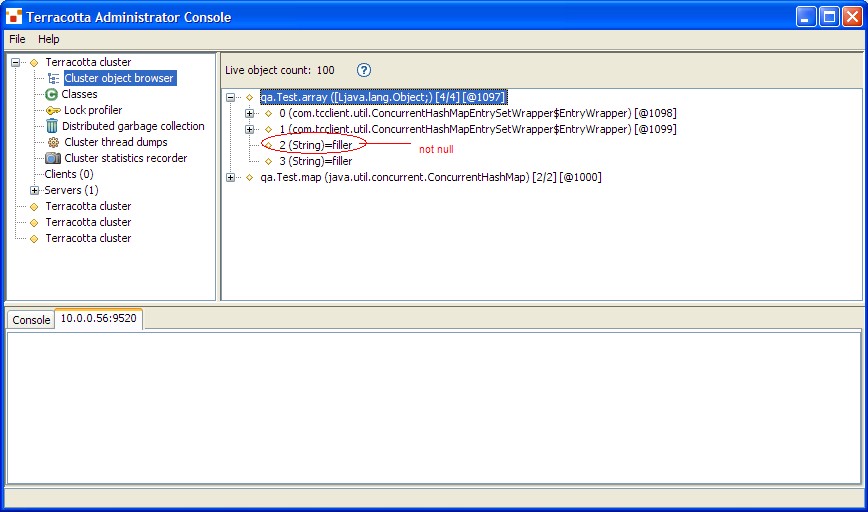 Terracotta Administrator Console
File Help
Terracotta cluster
Cluster object browser
Classes
Lock profiler
Distributed garbage collection
Cluster thread dumps
Cluster statistics recorder
Clients (0)
Servers (1)
Terracotta cluster
Terracotta cluster
Terracotta cluster
Live object count: 100 ?
qa.Test.array ([Ljava.lang.Object;) [4/4] [@1097]
0 (com.tcclient.util.ConcurrentHashMapEntrySetWrapper$EntryWrapper) [@1098]
1 (com.tcclient.util.ConcurrentHashMapEntrySetWrapper$EntryWrapper) [@1099]
2 (String)=filler
not null
3 (String)=filler
qa.Test.map (java.util.concurrent.ConcurrentHashMap) [2/2] [@1000]
Console 10.0.0.56:9520